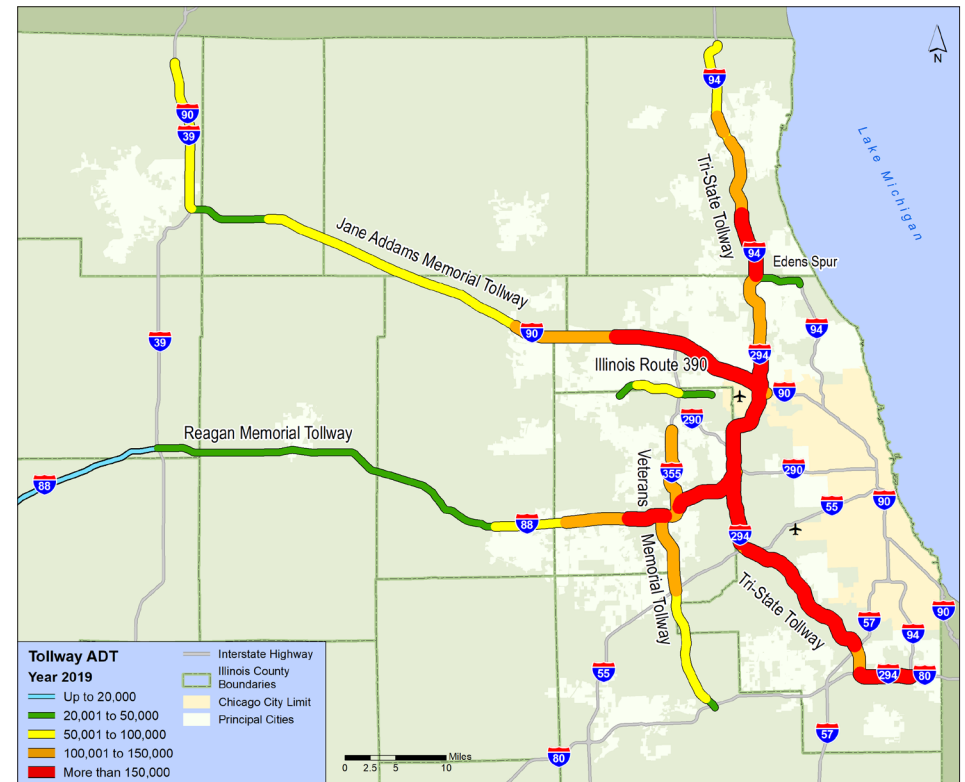 N
94
90
39
Lake Michigan
Tri-State Tollway
Jane Addams Memorial Tollway
94
Edens Spur
94
90
39
294
Illinois Route 390
90
290
Reagan Memorial Tollway
Veterans
Memorial Tollway
355
290
88
55
90
88
294
Tri-State Tollway
90
57
94
55
294
80
57
80
Tollway ADT
Year 2019
Up to 20,000
20,001 to 50,000
50,001 to 100,000
100,001 to 150,000
More than 150,000
Interstate Highway
Illinois County
Boundaries
Chicago City Limit
Principal Cities
Miles
0 2.5 5 10